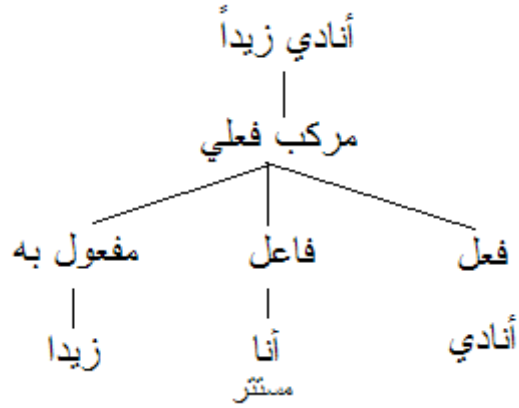 أنادي زيداً
مركب فعلي
فعل فاعل مفعول به
أنادي أنا زيدا
مستتر